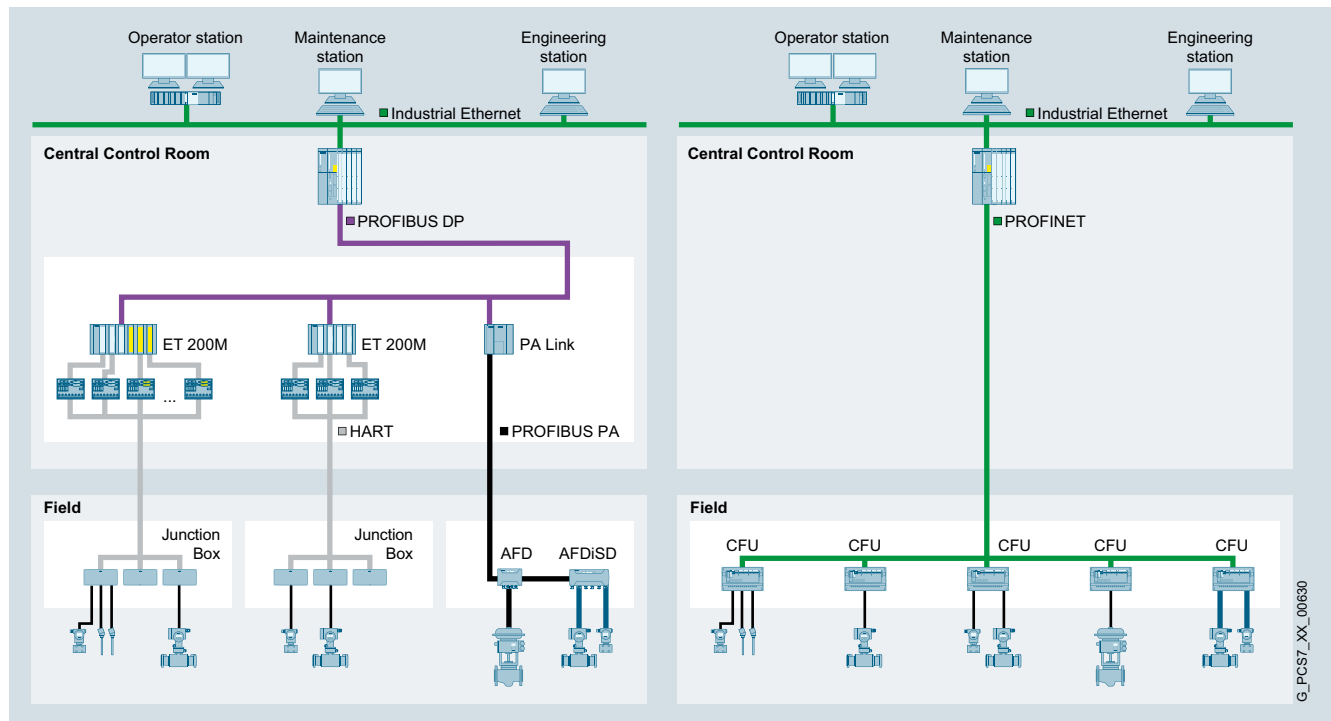 Operator station
Maintenance
station
Engineering
station
Industrial Ethernet
Central Control Room
PROFIBUS DP
ET 200M
ET 200M
PA Link
...
HART
PROFIBUS PA
Field
Junction
Box
Junction
Box
AFD
AFDiSD
Operator station
Maintenance
station
Engineering
station
Industrial Ethernet
Central Control Room
PROFINET
Field
CFU
CFU
CFU
CFU
CFU
G_PCS7_XX_00630